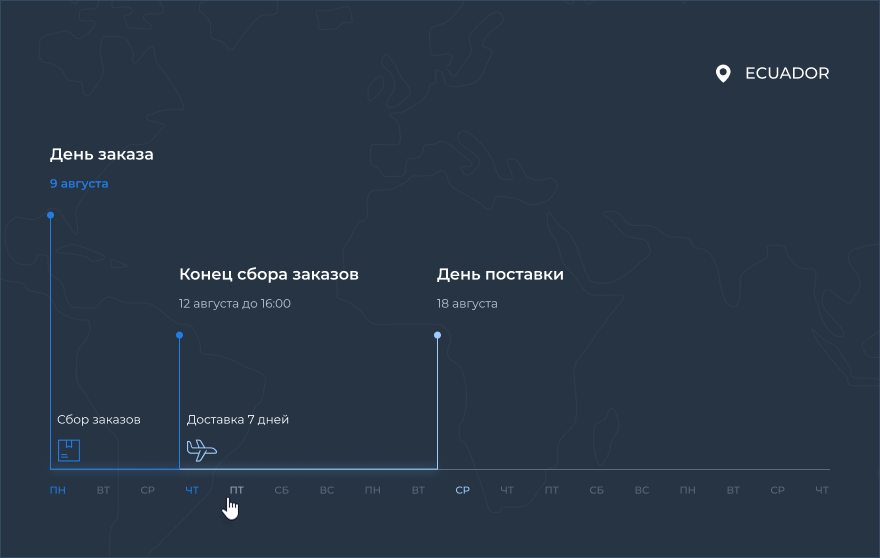 ECUADOR
День заказа
9 августа
Конец сбора заказов
12 августа до 16:00
День поставки
18 августа
Сбор заказов
Доставка 7 дней
ПН ВТ СР ЧТ ПТ СБ ВС ПН ВТ СР ЧТ ПТ СБ ВС ПН ВТ СР ЧТ